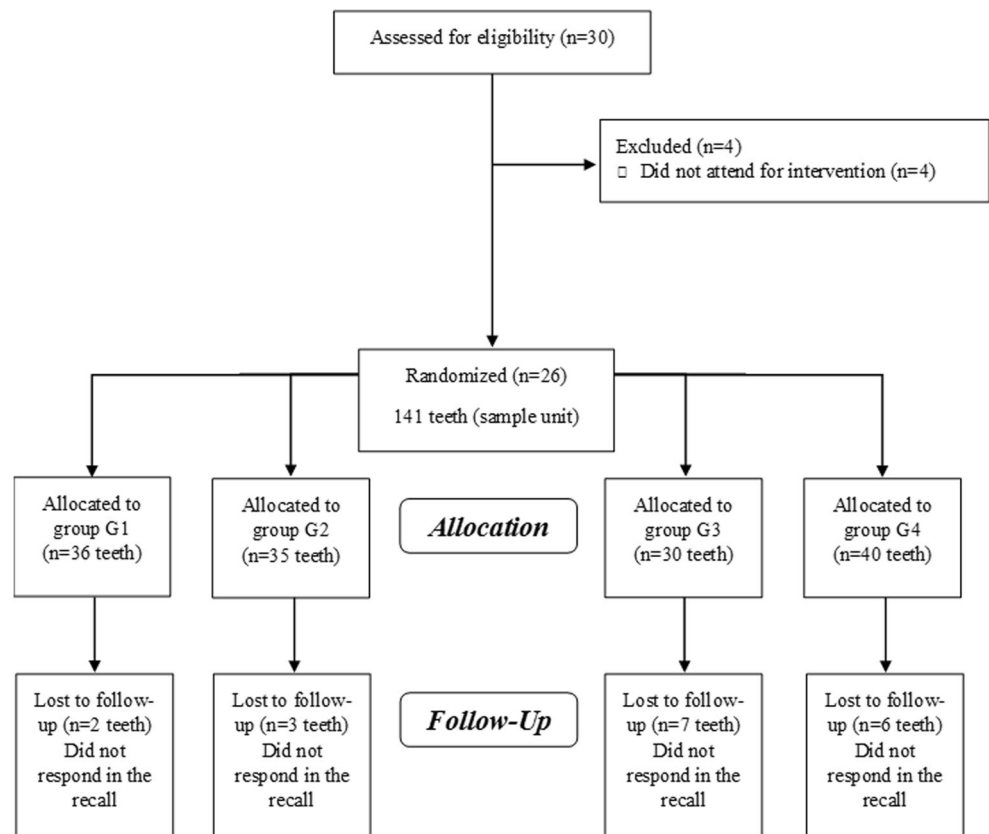 Assessed for eligibility (n=30)
Excluded (n=4)
▯ Did not attend for intervention (n=4)
Randomized (n=26)
141 teeth (sample unit)
Allocated to
group G1
(n=36 teeth)
Allocated to
group G2
(n=35 teeth)
Allocation
Allocated to
group G3
(n=30 teeth)
Allocated to
group G4
(n=40 teeth)
Lost to follow-
up (n=2 teeth)
Did not
respond in the
recall
Lost to follow-
up (n=3 teeth)
Did not
respond in the
recall
Follow-Up
Lost to follow-
up (n=7 teeth)
Did not
respond in the
recall
Lost to follow-
up (n=6 teeth)
Did not
respond in the
recall